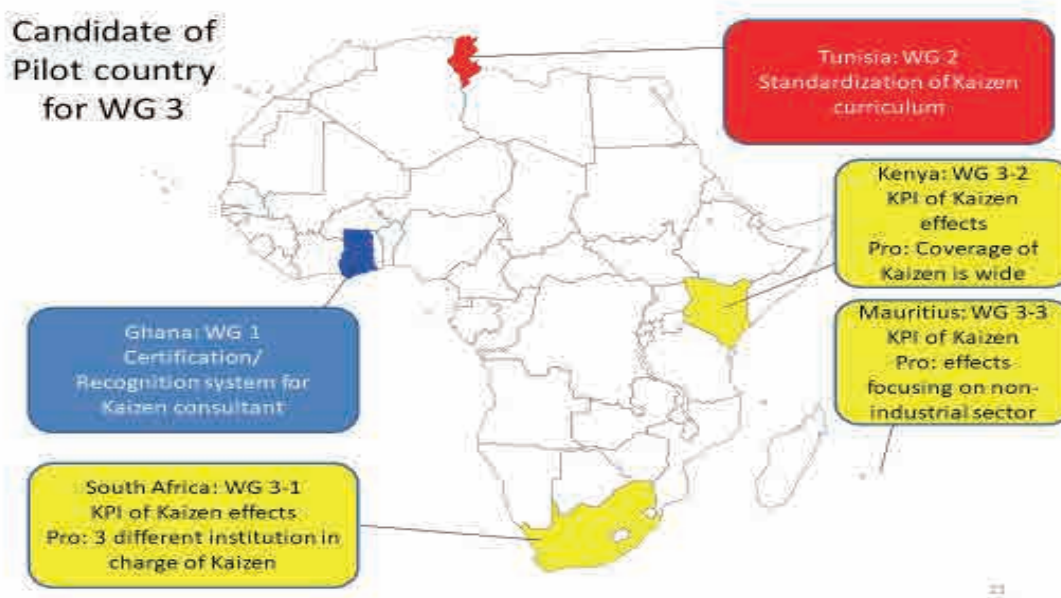 Candidate of
Pilot country
for WG 3
Tunisia: WG 2
Standardization of Kaizen
curriculum
Kenya: WG 3-2
KPI of Kaizen
effects
Pro: Coverage of
Kaizen is wide
Mauritius: WG 3-3
KPI of Kaizen
Pro: effects
focusing on non-
industrial sector
Ghana: WG 1
Certification/
Recognition system for
Kaizen consultant
South Africa: WG 3-1
KPI of Kaizen effects
Pro: 3 different institution in
charge of Kaizen